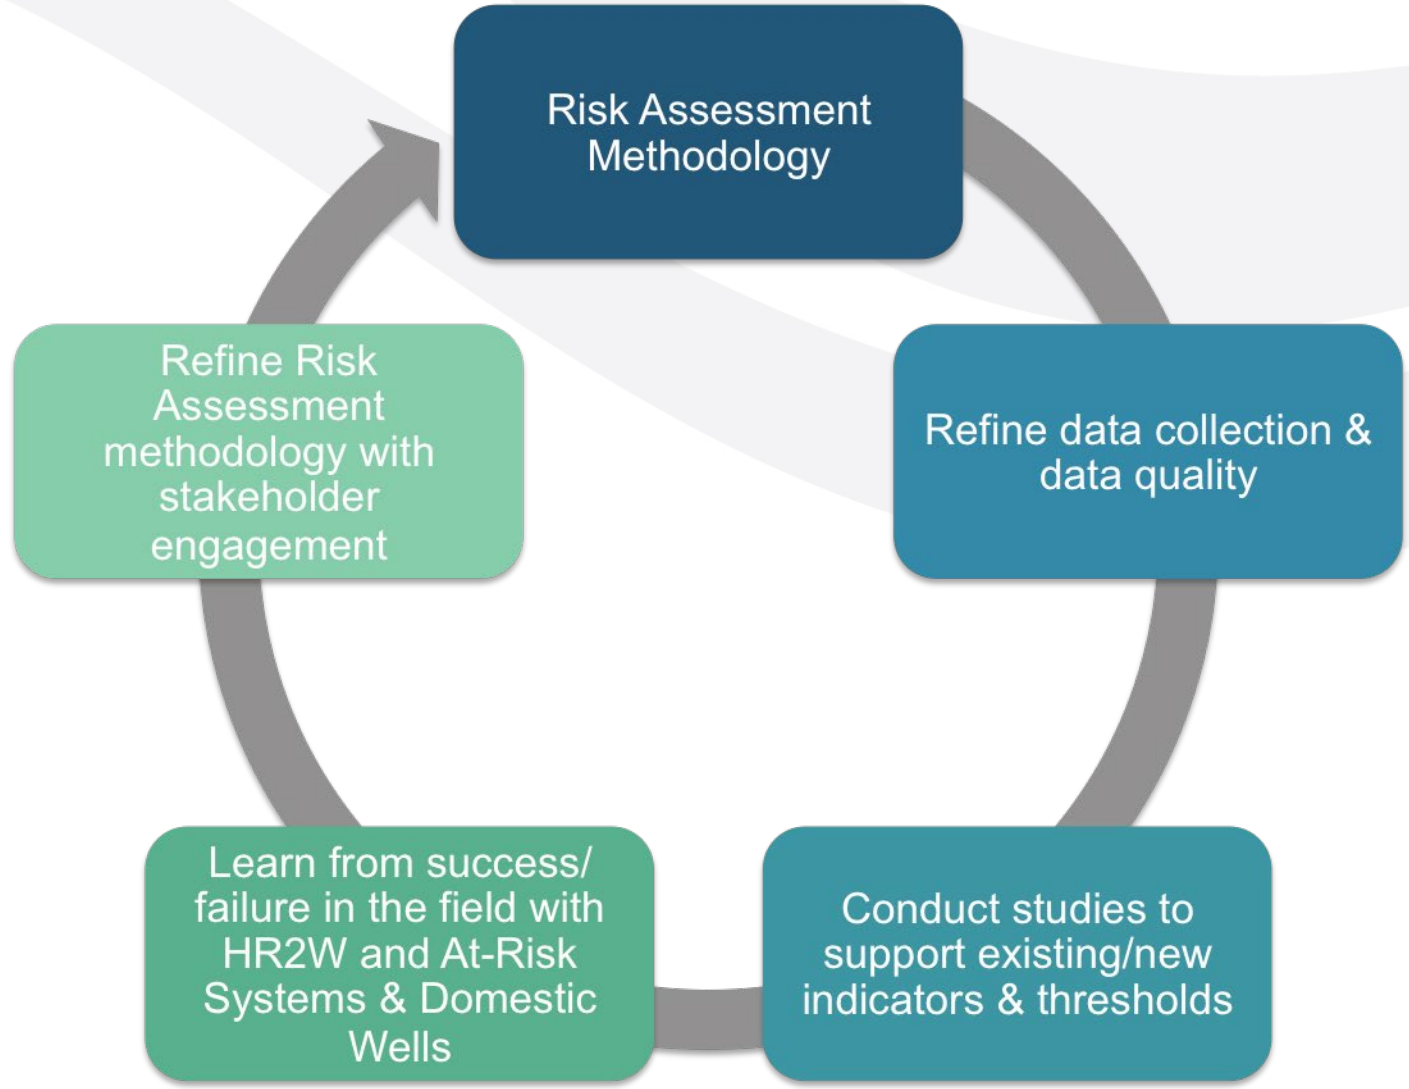 Risk Assessment
Methodology
Refine data collection &
data quality
Conduct studies to
support existing/new
indicators & thresholds
Learn from success/
failure in the field with
HR2W and At-Risk
Systems & Domestic
Wells
Refine Risk
Assessment
methodology with
stakeholder
engagement